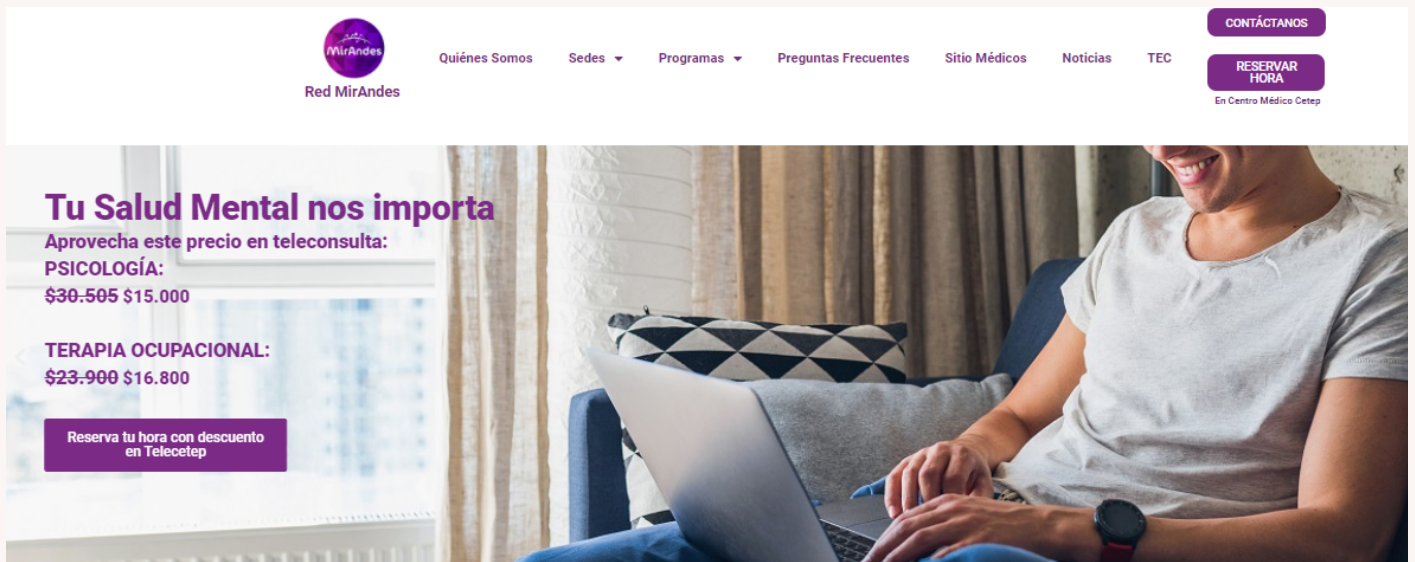 MirAndes
Red MirAndes
Quiénes Somos
Sedes
Programas
Preguntas Frecuentes
Sitio Médicos
Noticias
TEC
CONTÁCTANOS
RESERVAR
HORA
En Centro Médico Cetep
Tu Salud Mental nos importa
Aprovecha este precio en teleconsulta:
PSICOLOGÍA:
$30.505 $15.000
TERAPIA OCUPACIONAL:
$23.900 $16.800
Reserva tu hora con descuento
en Telecetep